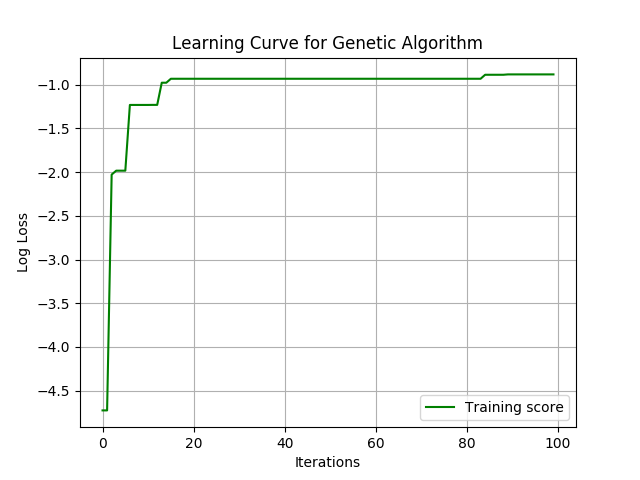 Learning Curve for Genetic Algorithm
Log Loss
−1.0
−1.5
−2.0
−2.5
−3.0
−3.5
−4.0
−4.5
Training score
0 20 40 60 80 100
Iterations